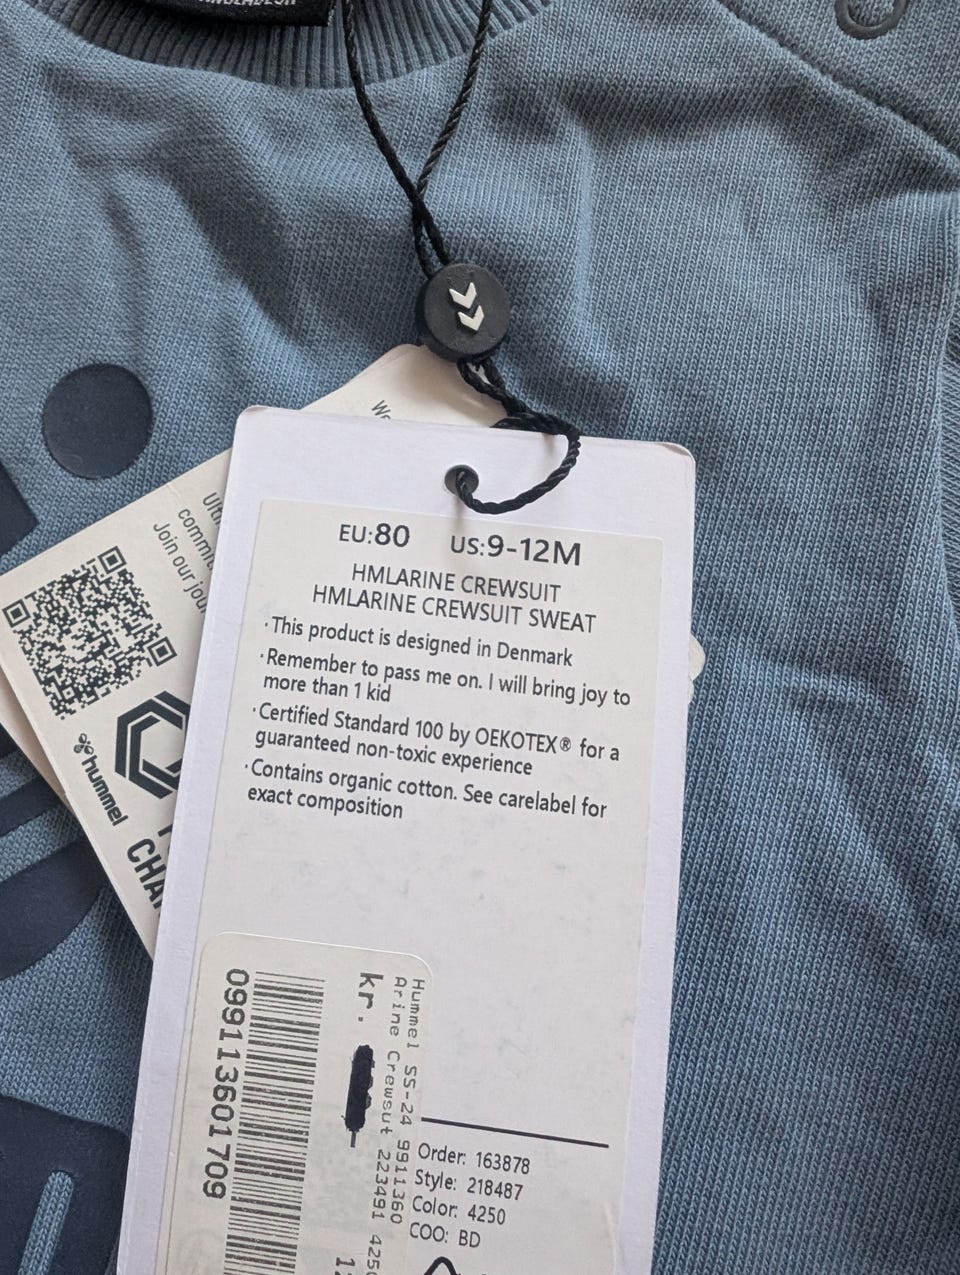 EU:80 US:9-12M
HMLARINE CREWSUIT
HMLARINE CREWSUIT SWEAT
·This product is designed in Denmark
·Remember to pass me on. I will bring joy to
more than 1 kid
·Certified Standard 100 by OEKOTEX® for a
guaranteed non-toxic experience
·Contains organic cotton. See carelabel for
exact composition
Hummel SS-24 9911360
Arine Crewsut 223491 4250
kr.
099113601709
Order: 163878
Style: 218487
Color: 4250
COO: BD
Join our
hummel